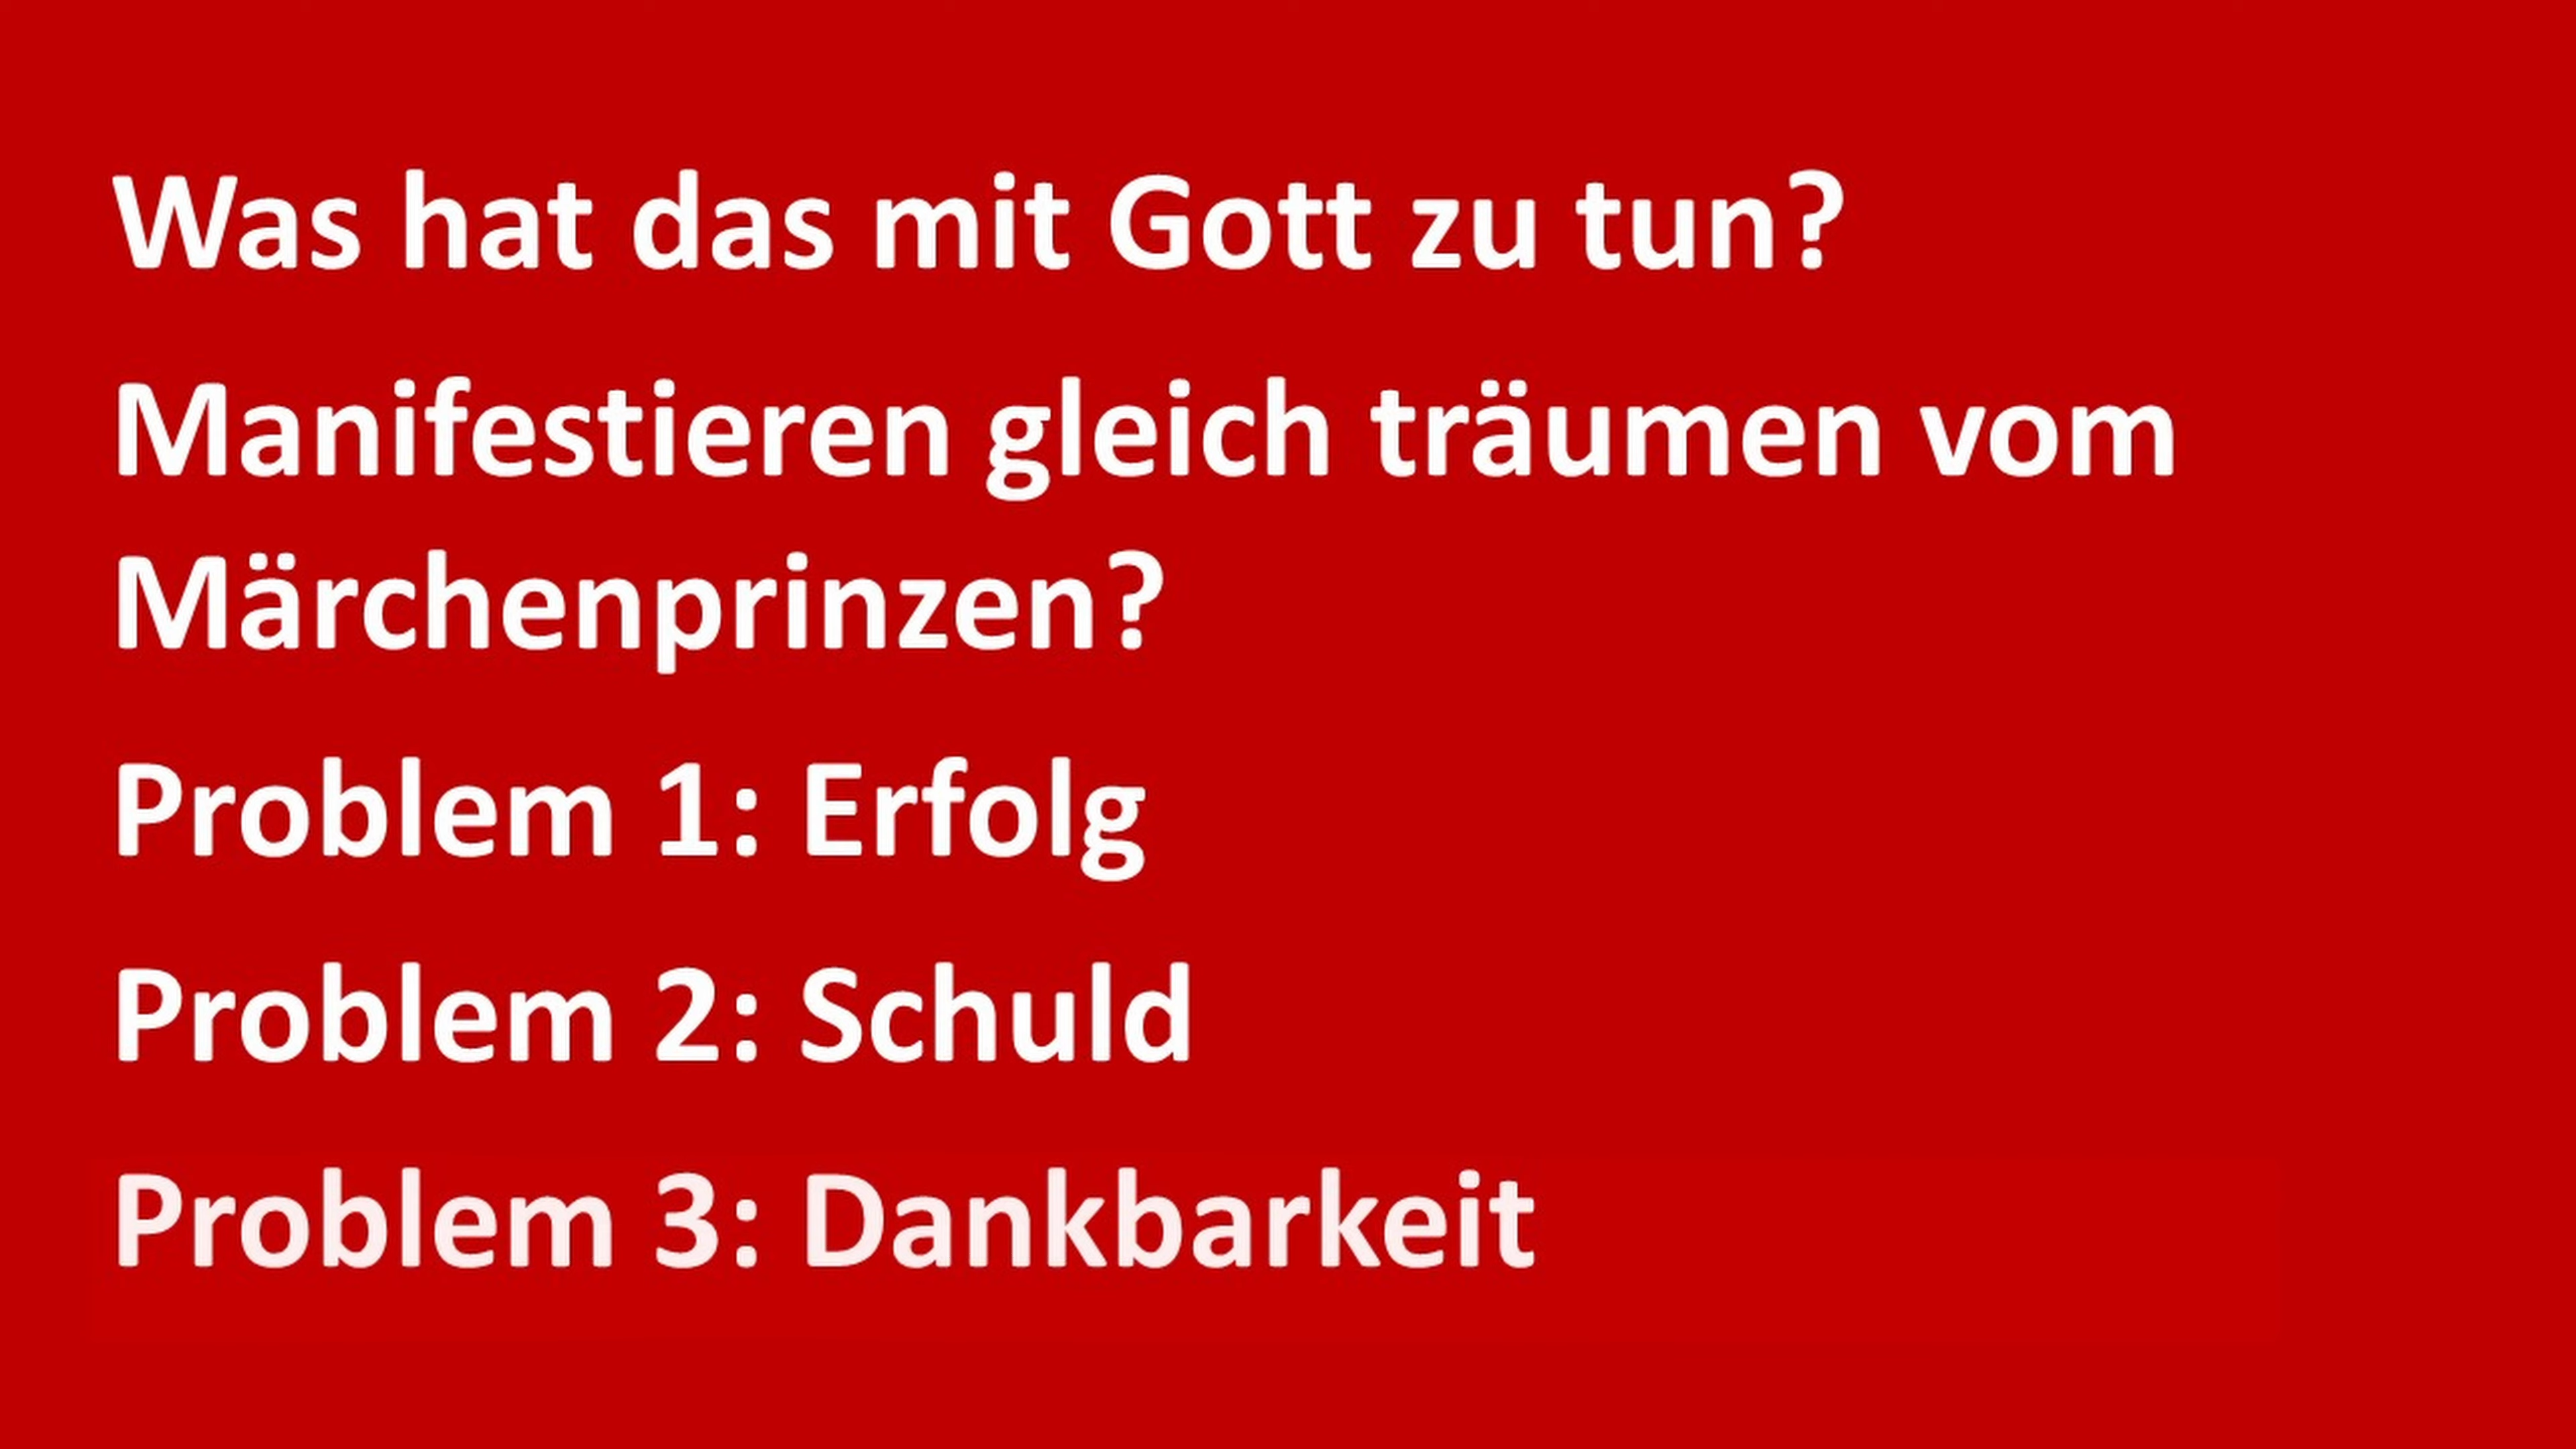 Was hat das mit Gott zu tun?
Manifestieren gleich träumen vom
Märchenprinzen?
Problem 1: Erfolg
Problem 2: Schuld
Problem 3: Dankbarkeit